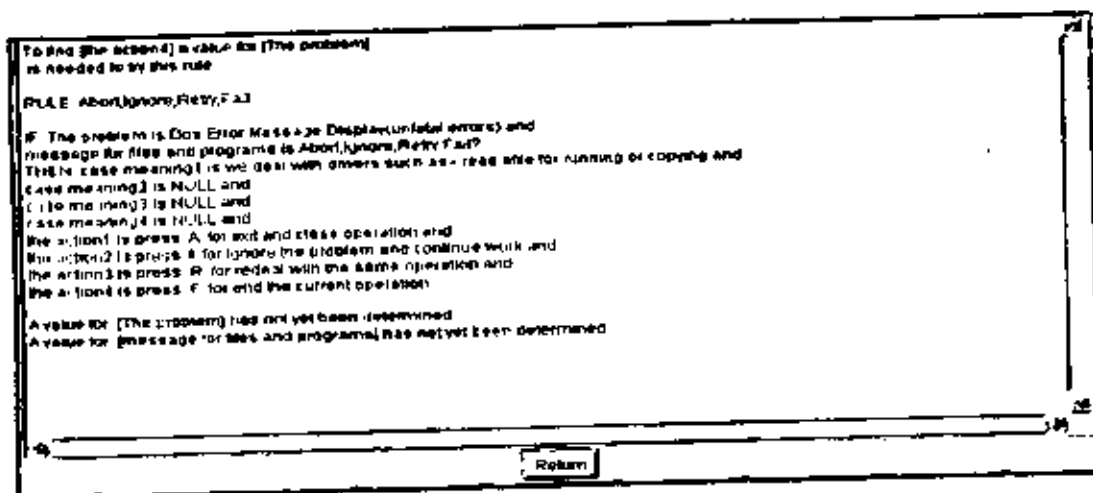 To find [the action4] a value for [The problem]
is needed to try this rule
RULE Abort,Ignore,Retry,Fail
IF The problem is Dos Error Message Display(unfatal errors) and
message for files and programs is Abort,Ignore,Retry Fail?
THEN case meaning1 is we deal with drivers such as - read able for running or copying and
case meaning2 is NULL and
case meaning3 is NULL and
case meaning4 is NULL and
the action1 is press A for exit and close operation and
the action2 is press I for ignore the problem and continue work and
the action3 is press R for redeal with the same operation and
the action4 is press F for end the current operation
A value for [The problem] has not yet been determined
A value for [message for files and programs] has not yet been determined
Return